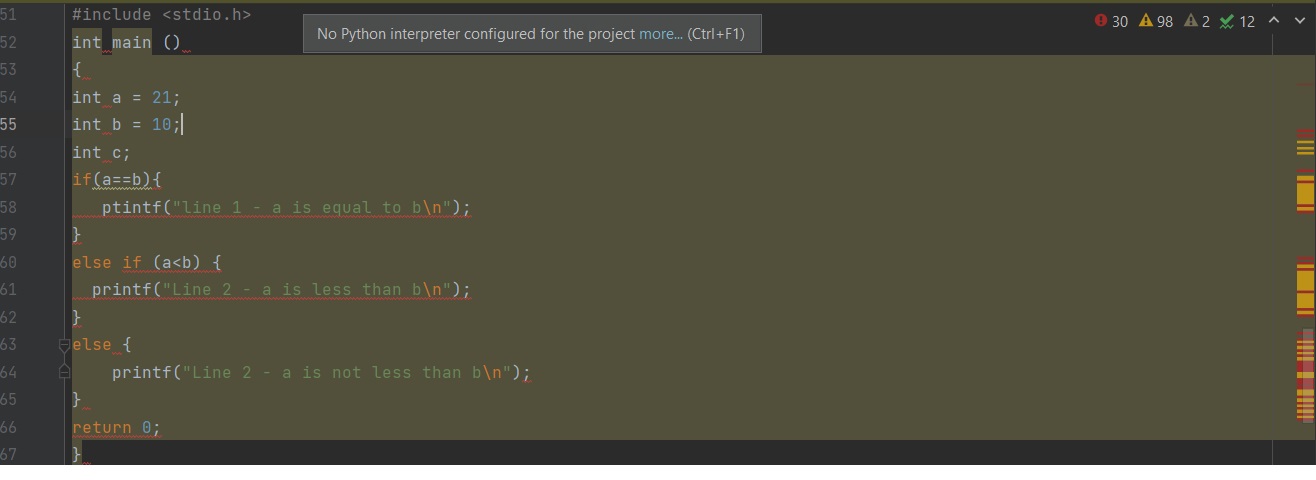 51 #include <stdio.h>
No Python interpreter configured for the project more... (Ctrl+F1)
30 98 2 12
52 int main ()
53 {
54 int a = 21;
55 int b = 10;
56 int c;
57 if(a==b){
58    ptintf("line 1 - a is equal to b\n");
59 }
60 else if (a<b) {
61   printf("Line 2 - a is less than b\n");
62 }
63 else {
64     printf("Line 2 - a is not less than b\n");
65 }
66 return 0;
67 }